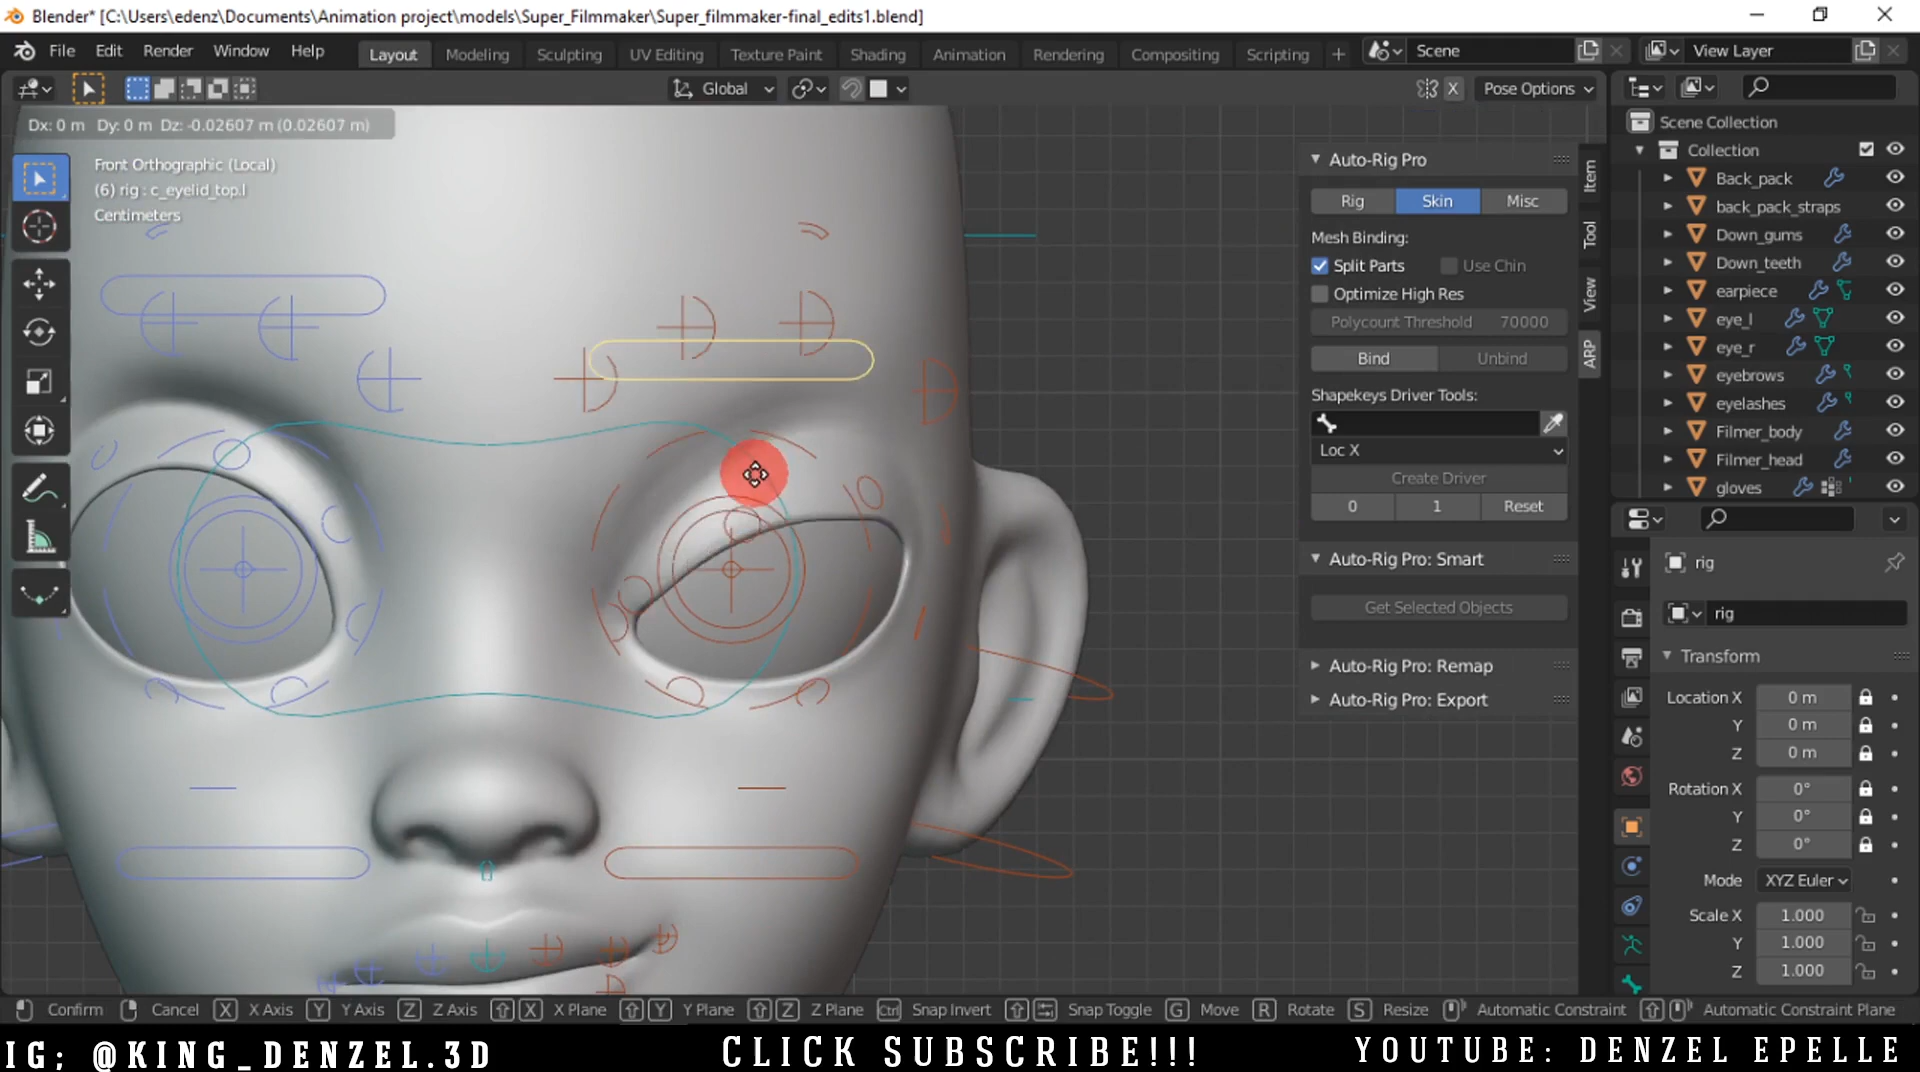 Blender* [C:\Users\edenz\Documents\Animation project\models\Super_Filmmaker\Super_filmmaker-final_edits1.blend]
File Edit Render Window Help Layout Modeling Sculpting UV Editing Texture Paint Shading Animation Rendering Compositing Scripting + Scene View Layer
Global X Pose Options
Dx: 0 m Dy: 0 m Dz: -0.02607 m (0.02607 m)
Front Orthographic (Local)
(6) rig : c_eyelid_top.l
Centimeters
Auto-Rig Pro
Rig Skin Misc
Mesh Binding:
Split Parts Use Chin
Optimize High Res
Polycount Threshold 70000
Bind Unbind
Shapekeys Driver Tools:
Loc X
Create Driver
0 1 Reset
Auto-Rig Pro: Smart
Get Selected Objects
Auto-Rig Pro: Remap
Auto-Rig Pro: Export
Item
Tool
View
ARP
Scene Collection
Collection
Back_pack
back_pack_straps
Down_gums
Down_teeth
earpiece
eye_l
eye_r
eyebrows
eyelashes
Filmer_body
Filmer_head
gloves
rig
rig
Transform
Location X 0 m
Y 0 m
Z 0 m
Rotation X 0°
Y 0°
Z 0°
Mode XYZ Euler
Scale X 1.000
Y 1.000
Z 1.000
Confirm Cancel X X Axis Y Y Axis Z Z Axis X X Plane Y Y Plane Z Z Plane Ctrl Snap Invert Snap Toggle G Move R Rotate S Resize Automatic Constraint Automatic Constraint Plane
IG; @KING_DENZEL.3D CLICK SUBSCRIBE!!! YOUTUBE: DENZEL EPELLE